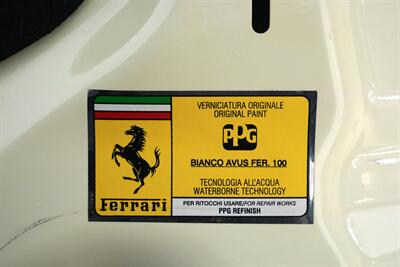 VERNICIATURA ORIGINALE
ORIGINAL PAINT
PPG
BIANCO AVUS FER. 100
TECNOLOGIA ALL'ACQUA
WATERBORNE TECHNOLOGY
Ferrari
PER RITOCCHI USARE/FOR REPAIR WORKS
PPG REFINISH